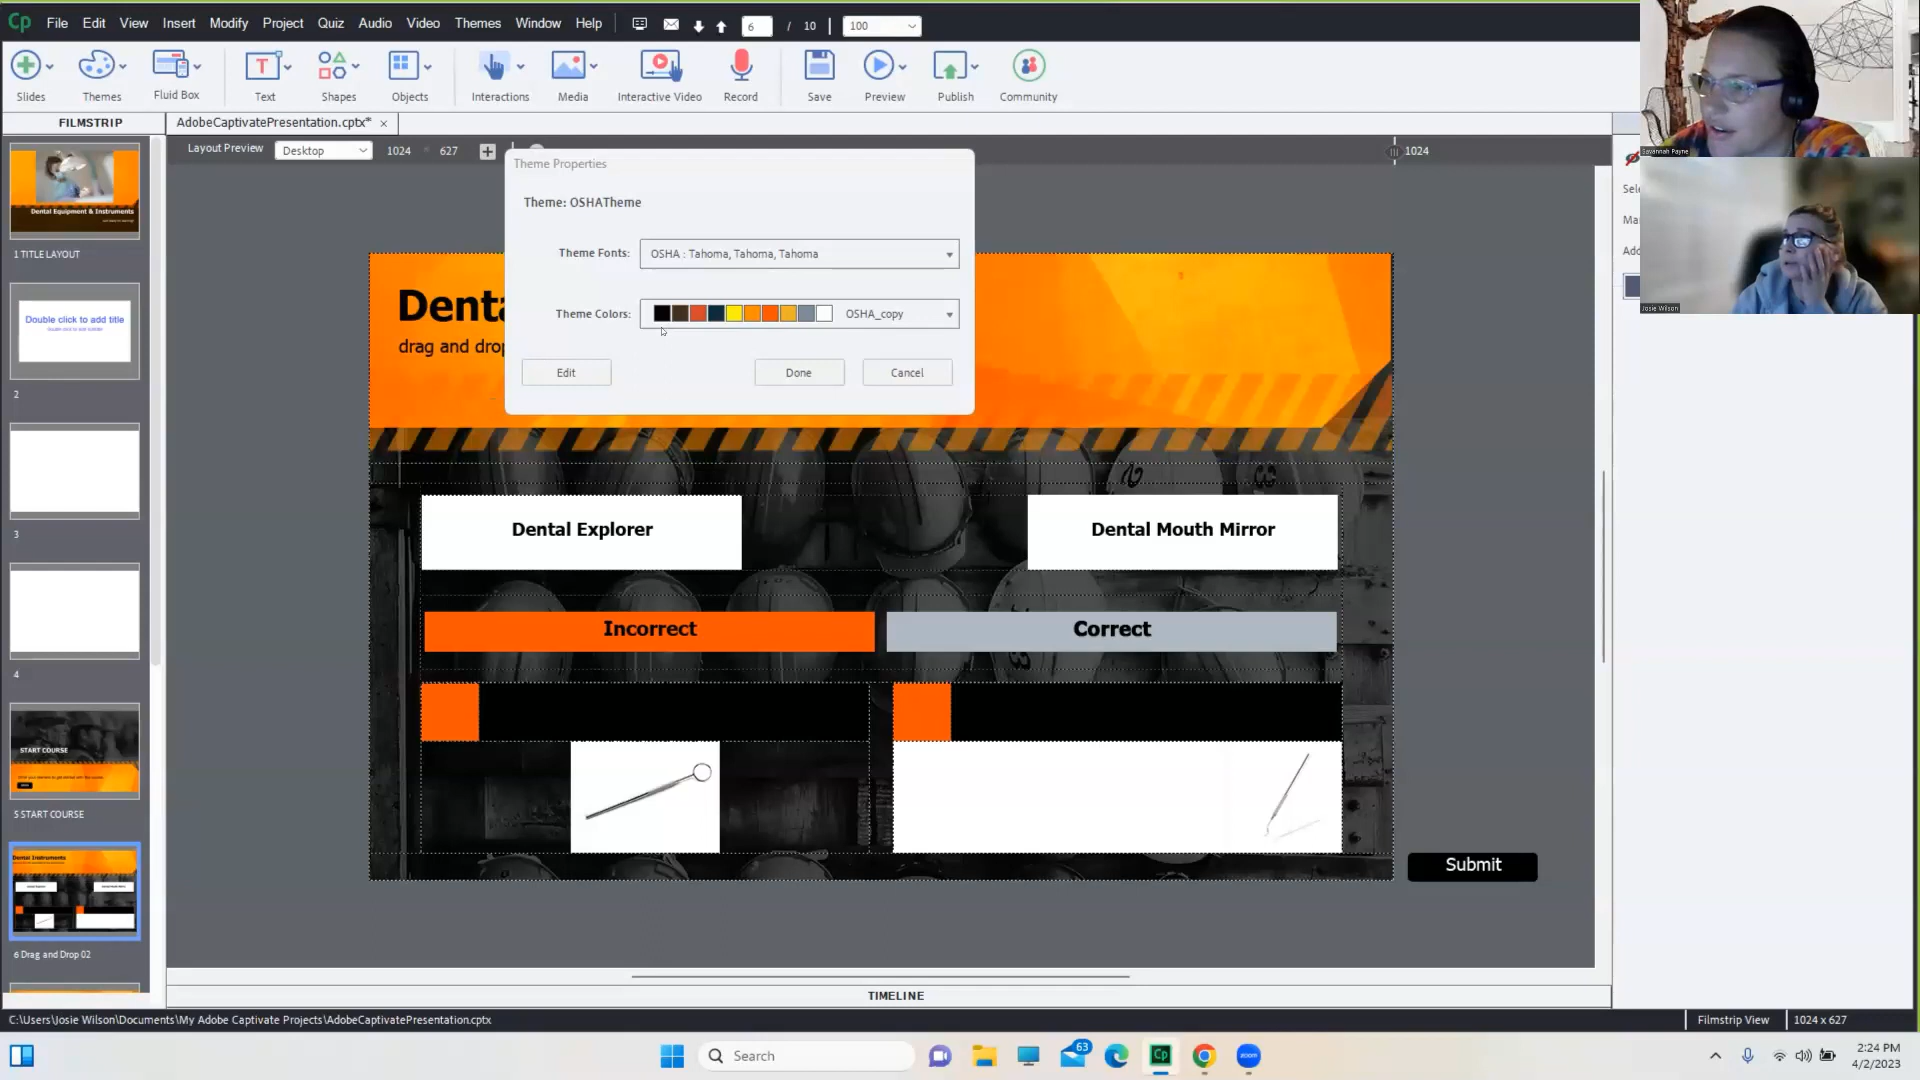 Cp File Edit View Insert Modify Project Quiz Audio Video Themes Window Help 6 / 10 100
Slides Themes Fluid Box Text Shapes Objects Interactions Media Interactive Video Record Save Preview Publish Community
FILMSTRIP
AdobeCaptivatePresentation.cptx* ×
Layout Preview Desktop 1024 627 1024
Theme Properties
Theme: OSHATheme
Theme Fonts: OSHA : Tahoma, Tahoma, Tahoma
Theme Colors: OSHA_copy
Edit Done Cancel
Savannah Payne
Josie Wilson
Dental Equipment & Instruments
1 TITLE LAYOUT
Double click to add title
2
3
4
START COURSE
5 START COURSE
Dental Instruments
6 Drag and Drop 02
Denta
drag and drop
Dental Explorer
Dental Mouth Mirror
Incorrect
Correct
Submit
TIMELINE
C:\Users\Josie Wilson\Documents\My Adobe Captivate Projects\AdobeCaptivatePresentation.cptx
Filmstrip View 1024 x 627
Search
63
Cp
zoom
2:24 PM
4/2/2023